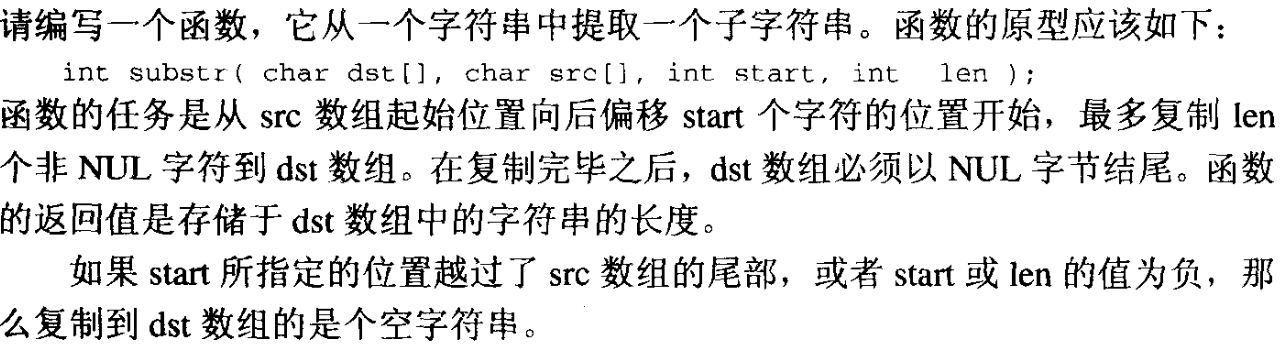 请编写一个函数，它从一个字符串中提取一个子字符串。函数的原型应该如下：
int substr( char dst[], char src[], int start, int len );
函数的任务是从 src 数组起始位置向后偏移 start 个字符的位置开始，最多复制 len
个非 NUL 字符到 dst 数组。在复制完毕之后，dst 数组必须以 NUL 字节结尾。函数
的返回值是存储于 dst 数组中的字符串的长度。
如果 start 所指定的位置越过了 src 数组的尾部，或者 start 或 len 的值为负，那
么复制到 dst 数组的是个空字符串。